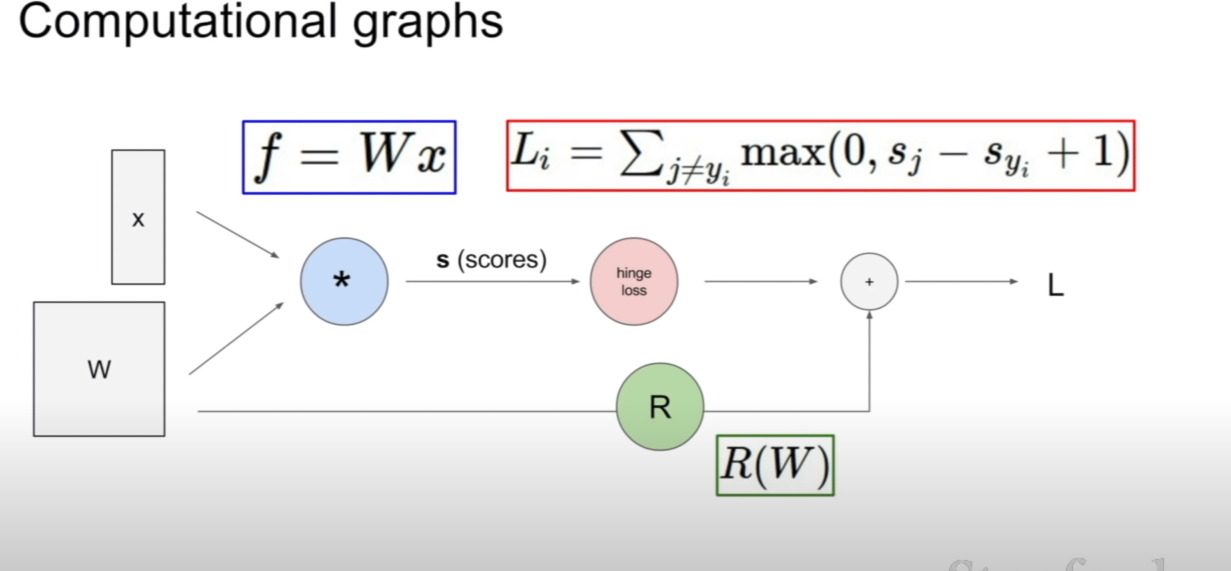 Computational graphs
f = Wx
L_i = ∑_{j≠y_i} max(0, s_j − s_{y_i} + 1)
x
W
*
s (scores)
hinge
loss
+
L
R
R(W)